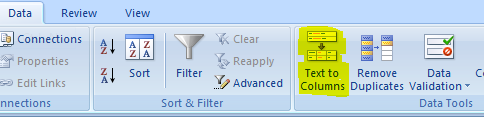 Data Review View
Connections
Properties
Edit Links
nnections
A
Z
Z
A
A Z
Z A
Sort
Filter
Clear
Reapply
Advanced
Sort & Filter
Text to
Columns
Remove
Duplicates
Data
Validation
Data Tools